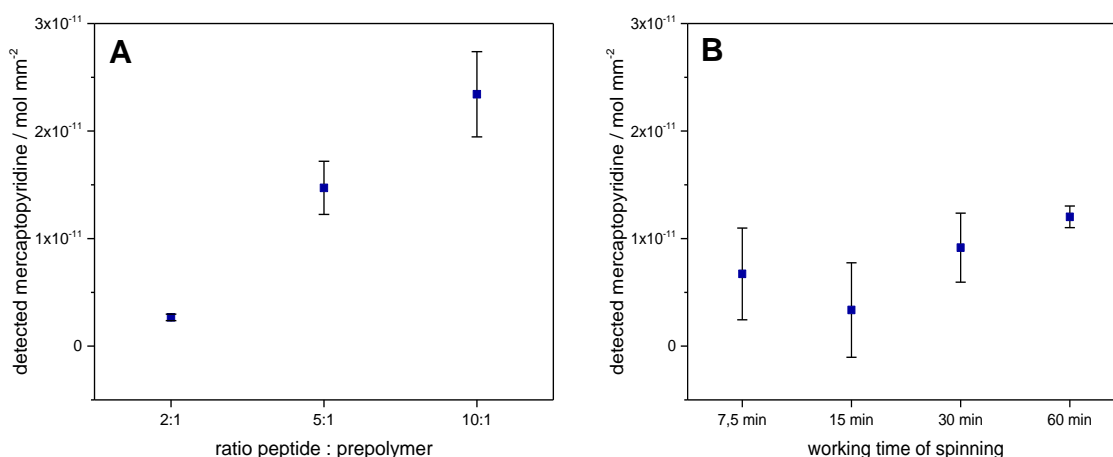 A
detected mercaptopyridine / mol mm⁻²
3x10⁻¹¹
2x10⁻¹¹
1x10⁻¹¹
0
2:1
5:1
10:1
ratio peptide : prepolymer
B
detected mercaptopyridine / mol mm⁻²
3x10⁻¹¹
2x10⁻¹¹
1x10⁻¹¹
0
7,5 min
15 min
30 min
60 min
working time of spinning